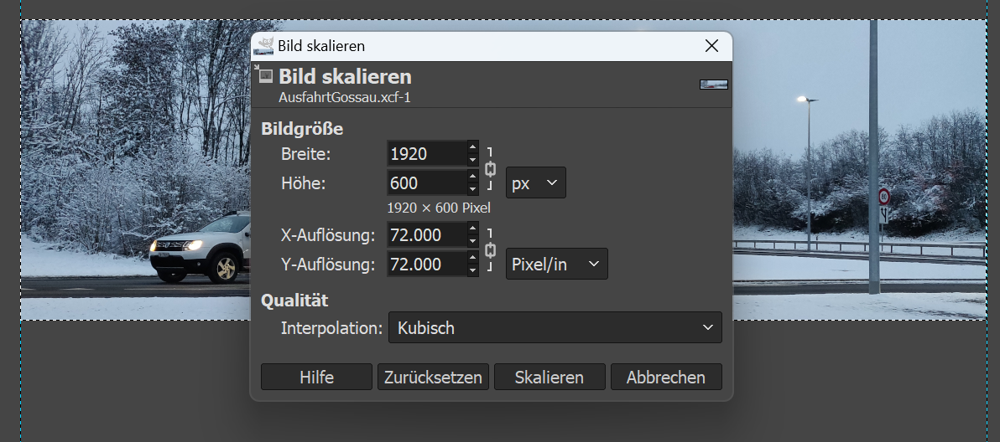 Bild skalieren
Bild skalieren
AusfahrtGossau.xcf-1
Bildgröße
Breite: 1920
Höhe: 600 px
1920 × 600 Pixel
X-Auflösung: 72.000
Y-Auflösung: 72.000 Pixel/in
Qualität
Interpolation: Kubisch
Hilfe Zurücksetzen Skalieren Abbrechen
60